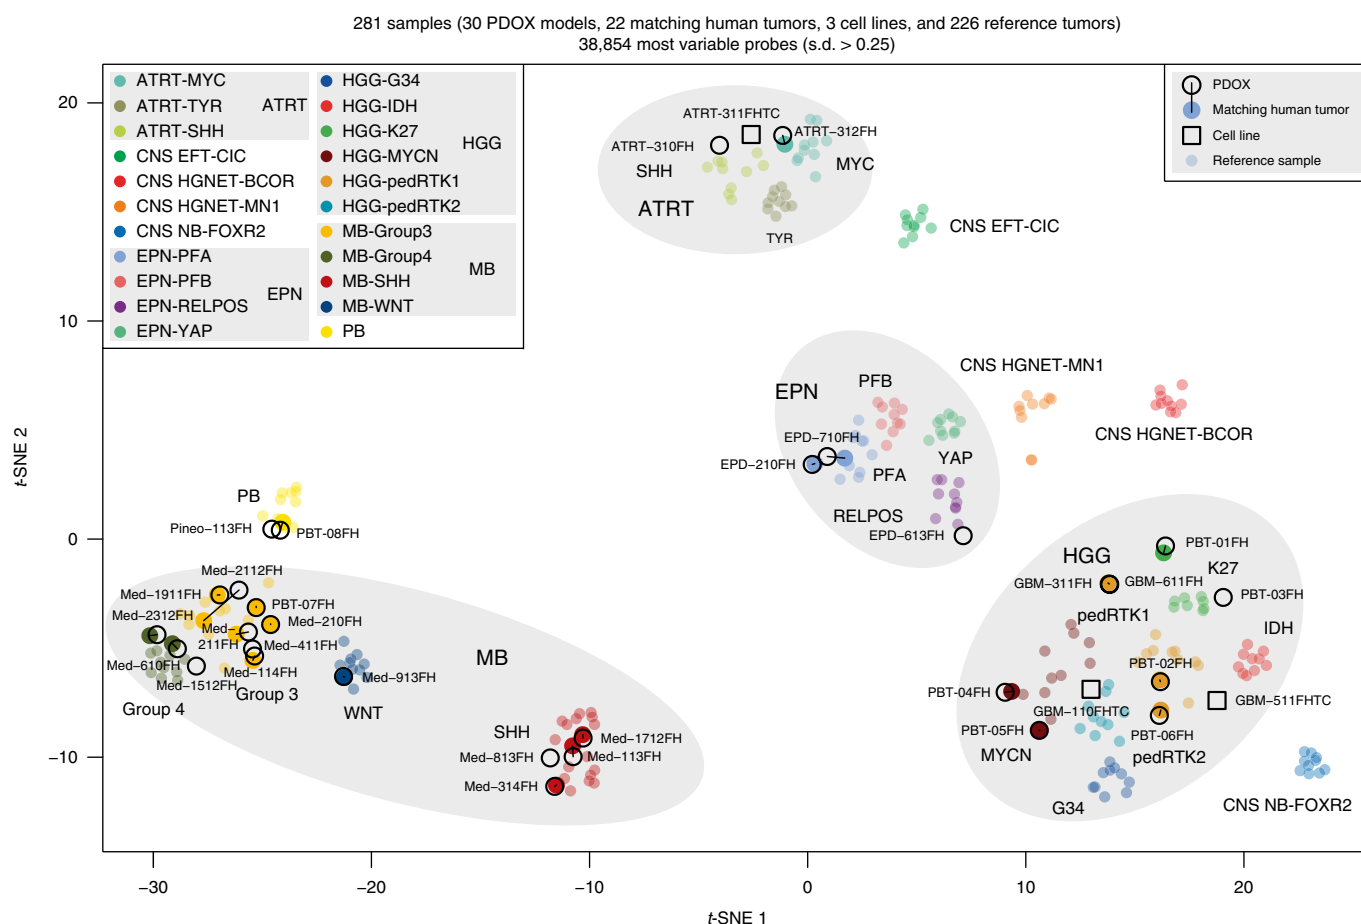 281 samples (30 PDOX models, 22 matching human tumors, 3 cell lines, and 226 reference tumors)
38,854 most variable probes (s.d. > 0.25)
ATRT-MYC
ATRT-TYR
ATRT-SHH
ATRT
CNS EFT-CIC
CNS HGNET-BCOR
CNS HGNET-MN1
CNS NB-FOXR2
EPN-PFA
EPN-PFB
EPN-RELPOS
EPN-YAP
EPN
HGG-G34
HGG-IDH
HGG-K27
HGG-MYCN
HGG-pedRTK1
HGG-pedRTK2
HGG
MB-Group3
MB-Group4
MB-SHH
MB-WNT
MB
PB
PDOX
Matching human tumor
Cell line
Reference sample
ATRT−311FHTC
ATRT−312FH
ATRT−310FH
SHH
MYC
ATRT
TYR
CNS EFT-CIC
CNS HGNET-MN1
CNS HGNET-BCOR
EPN
PFB
EPD−710FH
EPD−210FH
YAP
PFA
RELPOS
EPD−613FH
PB
Pineo−113FH
PBT−08FH
Med−2112FH
Med−1911FH
PBT−07FH
Med−2312FH
Med−210FH
Med−
211FH
Med−411FH
Med−610FH
Med−114FH
Med−1512FH
Group 3
Group 4
MB
Med−913FH
WNT
SHH
Med−1712FH
Med−813FH
Med−113FH
Med−314FH
HGG
PBT−01FH
GBM−311FH
GBM−611FH
K27
PBT−03FH
pedRTK1
IDH
PBT−02FH
PBT−04FH
GBM−110FHTC
GBM−511FHTC
PBT−05FH
PBT−06FH
MYCN
pedRTK2
G34
CNS NB-FOXR2
20
10
0
−10
t-SNE 2
−30
−20
−10
0
10
20
t-SNE 1